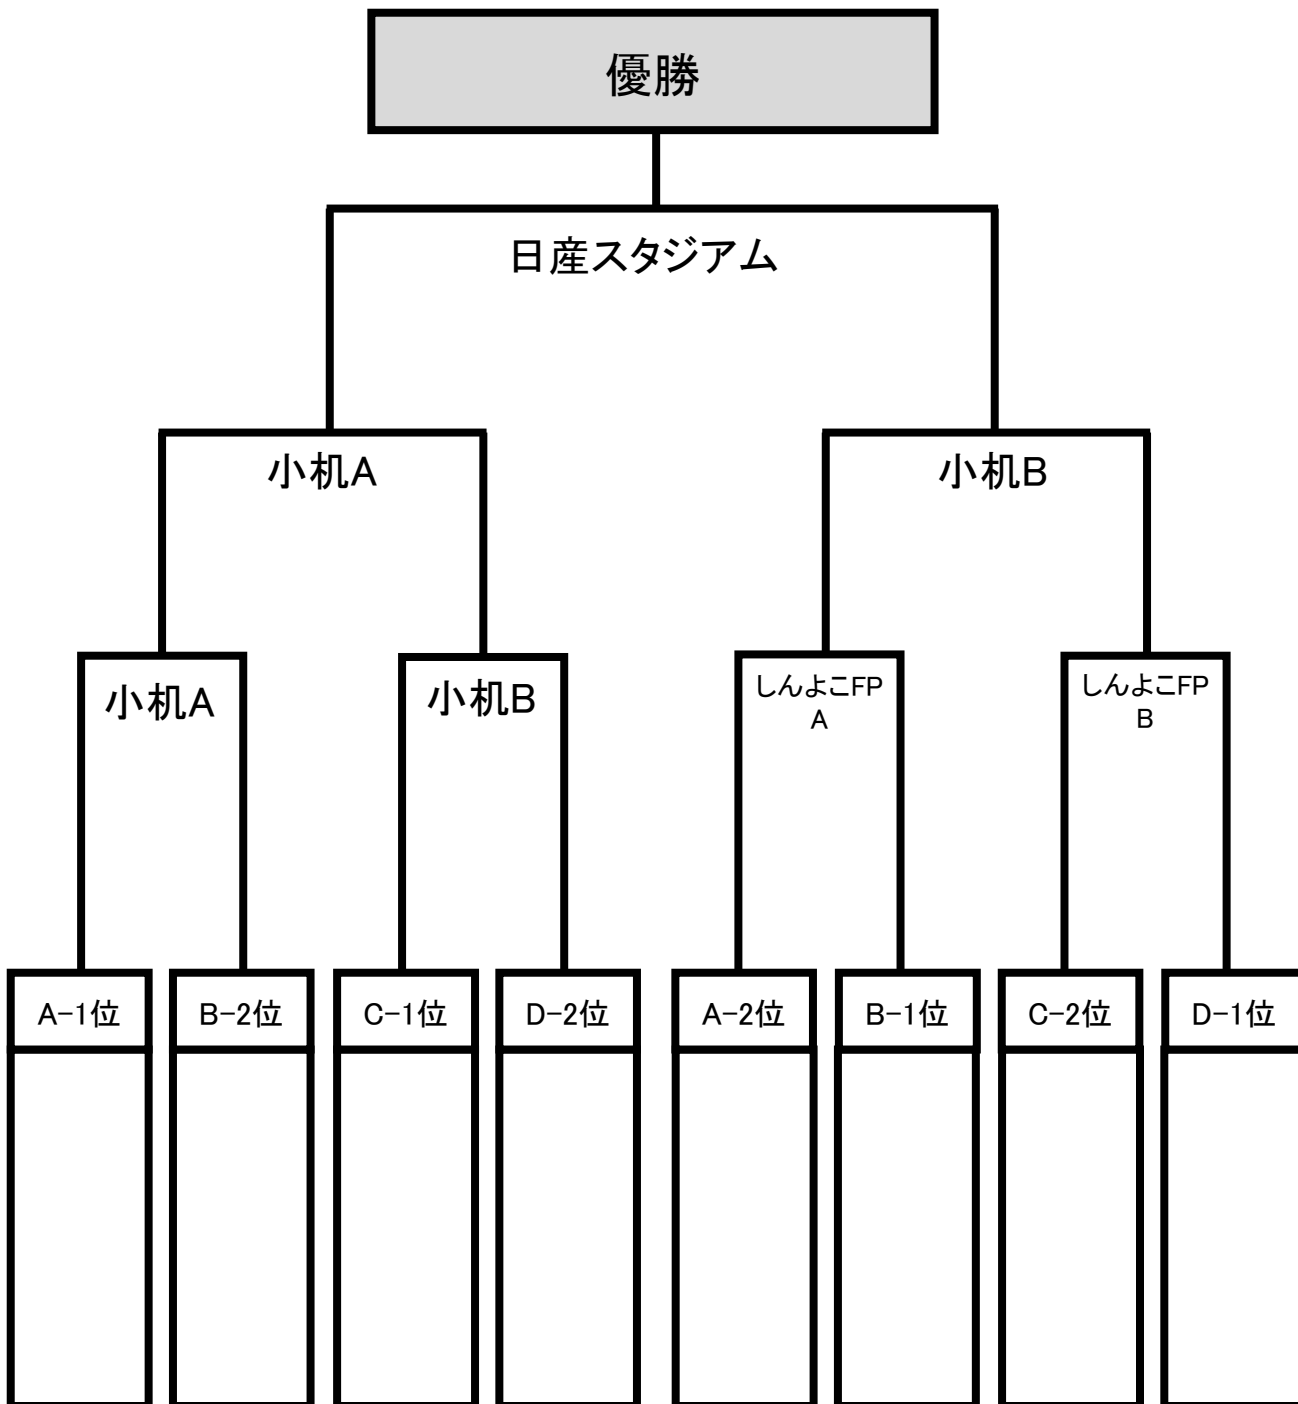 優勝
日産スタジアム
小机A
小机B
小机A
小机B
しんよこFP
A
しんよこFP
B
A-1位
B-2位
C-1位
D-2位
A-2位
B-1位
C-2位
D-1位